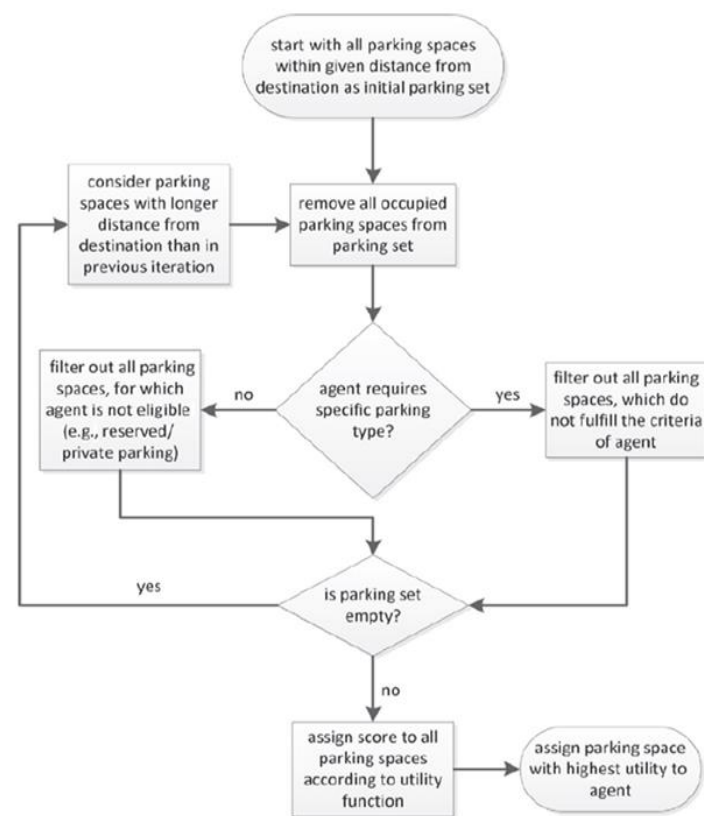 start with all parking spaces
within given distance from
destination as initial parking set
consider parking
spaces with longer
distance from
destination than in
previous iteration
remove all occupied
parking spaces from
parking set
filter out all parking
spaces, for which
agent is not eligible
(e.g., reserved/
private parking)
no
agent requires
specific parking
type?
yes
filter out all parking
spaces, which do
not fulfill the criteria
of agent
yes
is parking set
empty?
no
assign score to all
parking spaces
according to utility
function
assign parking space
with highest utility to
agent